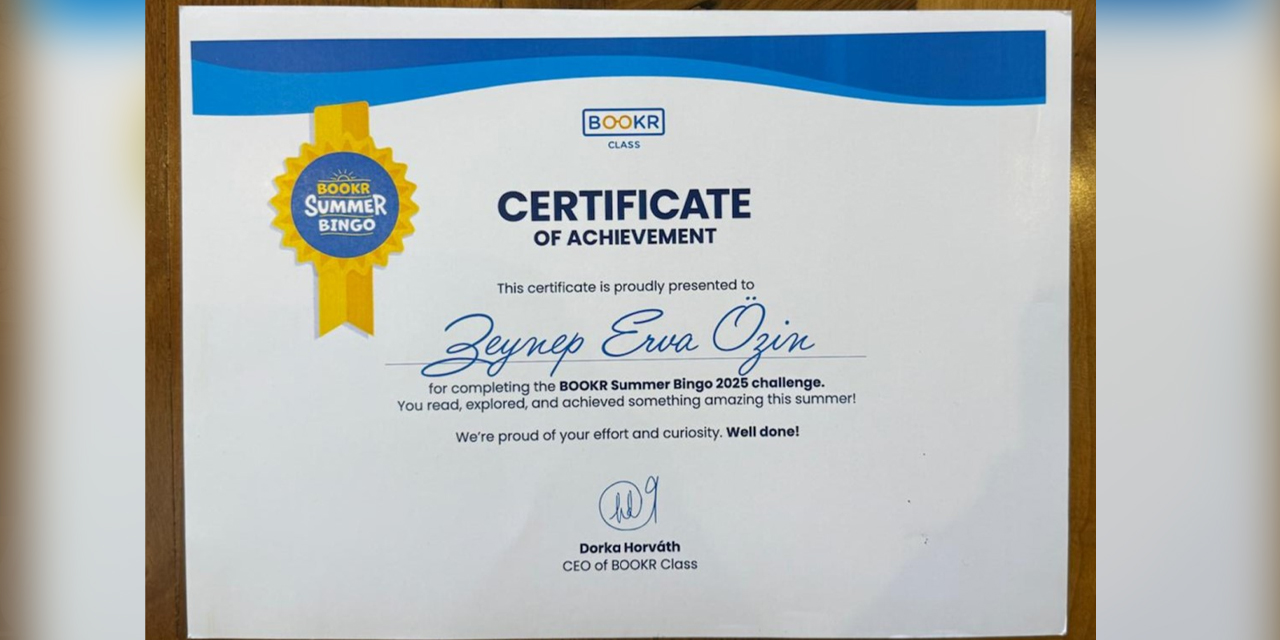 BOOKR
CLASS
BOOKR
SUMMER
BINGO
CERTIFICATE
OF ACHIEVEMENT
This certificate is proudly presented to
Zeynep Erva Özin
for completing the BOOKR Summer Bingo 2025 challenge.
You read, explored, and achieved something amazing this summer!
We're proud of your effort and curiosity. Well done!
Dorka Horváth
CEO of BOOKR Class